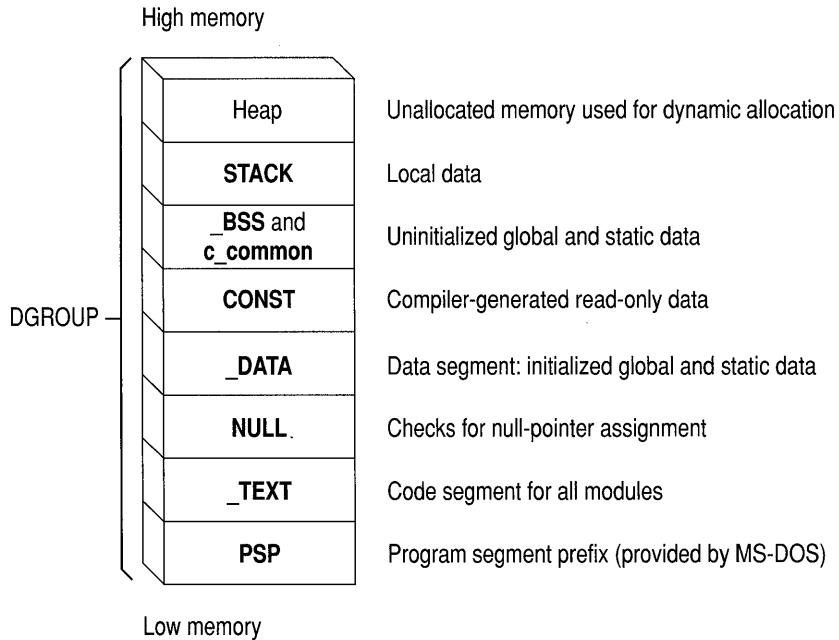 High memory
Heap Unallocated memory used for dynamic allocation
STACK Local data
_BSS and
c_common Uninitialized global and static data
CONST Compiler-generated read-only data
DGROUP
_DATA Data segment: initialized global and static data
NULL Checks for null-pointer assignment
_TEXT Code segment for all modules
PSP Program segment prefix (provided by MS-DOS)
Low memory